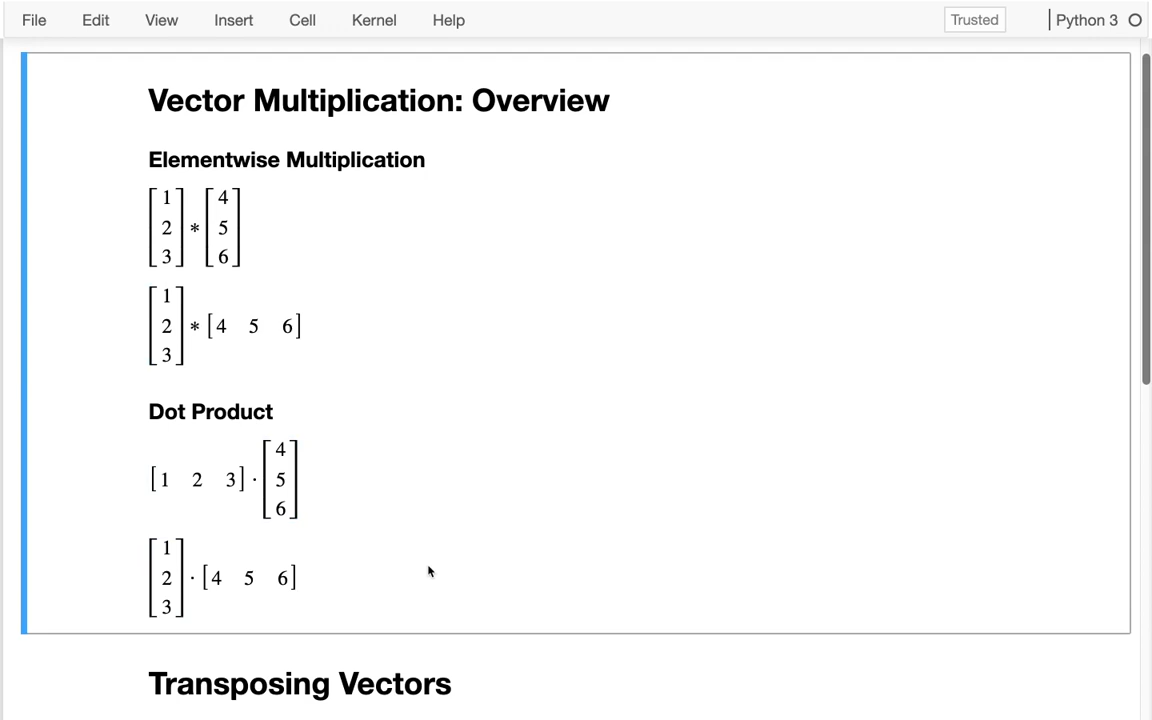 File Edit View Insert Cell Kernel Help Trusted Python 3
Vector Multiplication: Overview
Elementwise Multiplication
[1 2 3] * [4 5 6]
[1 2 3] * [4 5 6]
Dot Product
[1 2 3] · [4 5 6]
[1 2 3] · [4 5 6]
Transposing Vectors